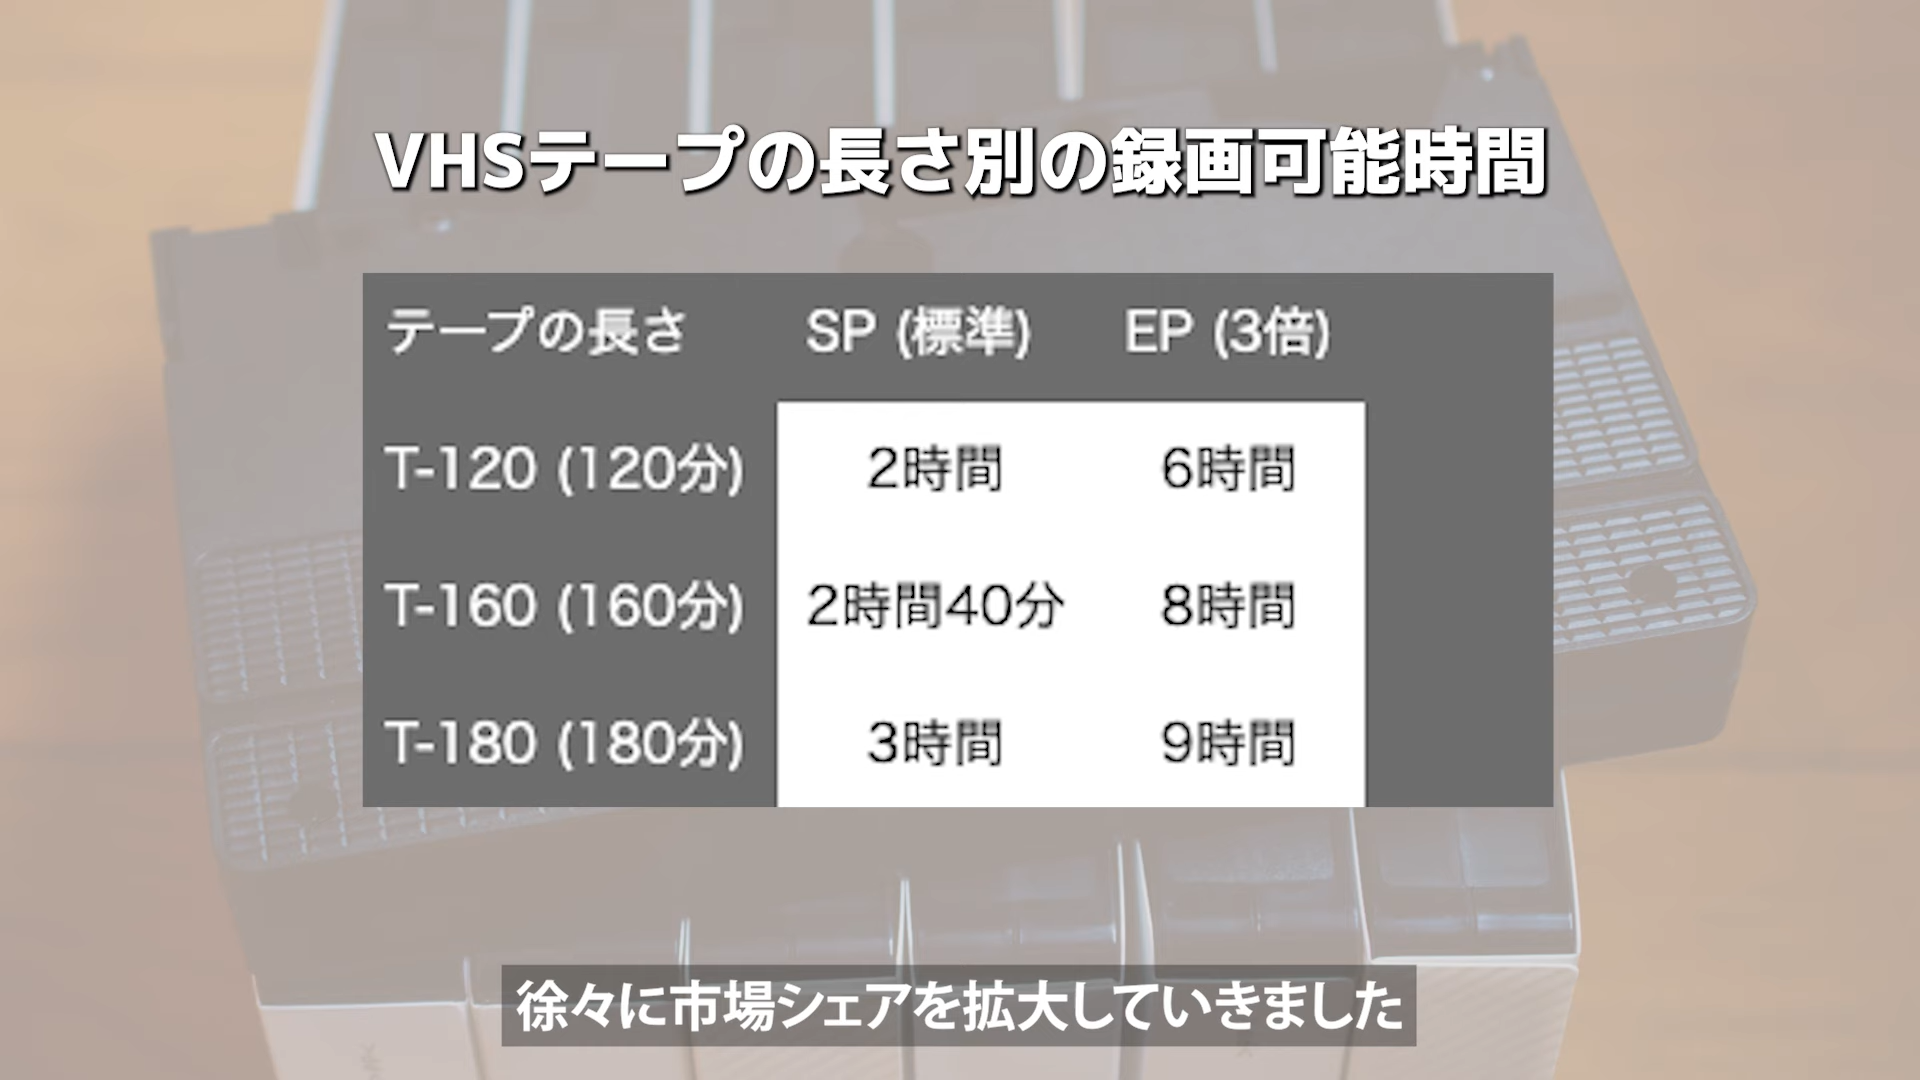 VHSテープの長さ別の録画可能時間
テープの長さ SP (標準) EP (3倍)
T-120 (120分) 2時間 6時間
T-160 (160分) 2時間40分 8時間
T-180 (180分) 3時間 9時間
徐々に市場シェアを拡大していきました